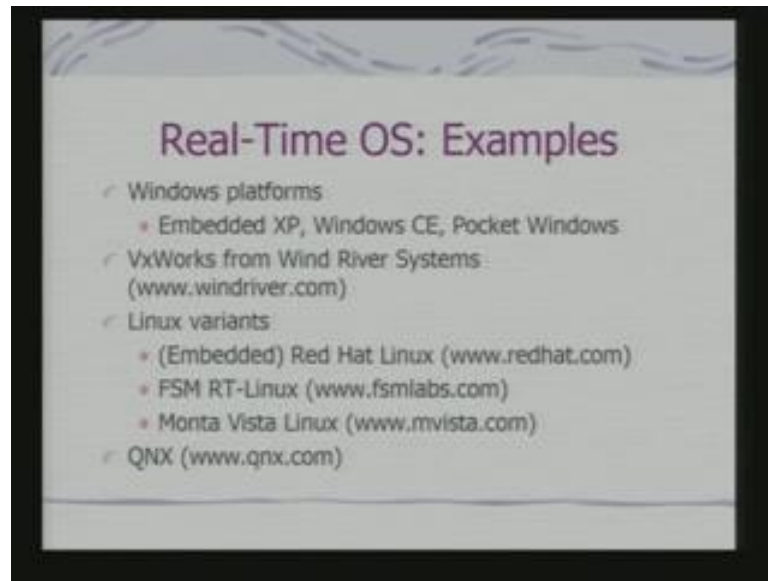 Real-Time OS: Examples
Windows platforms
Embedded XP, Windows CE, Pocket Windows
VxWorks from Wind River Systems
(www.windriver.com)
Linux variants
(Embedded) Red Hat Linux (www.redhat.com)
FSM RT-Linux (www.fsmlabs.com)
Monta Vista Linux (www.mvista.com)
QNX (www.qnx.com)